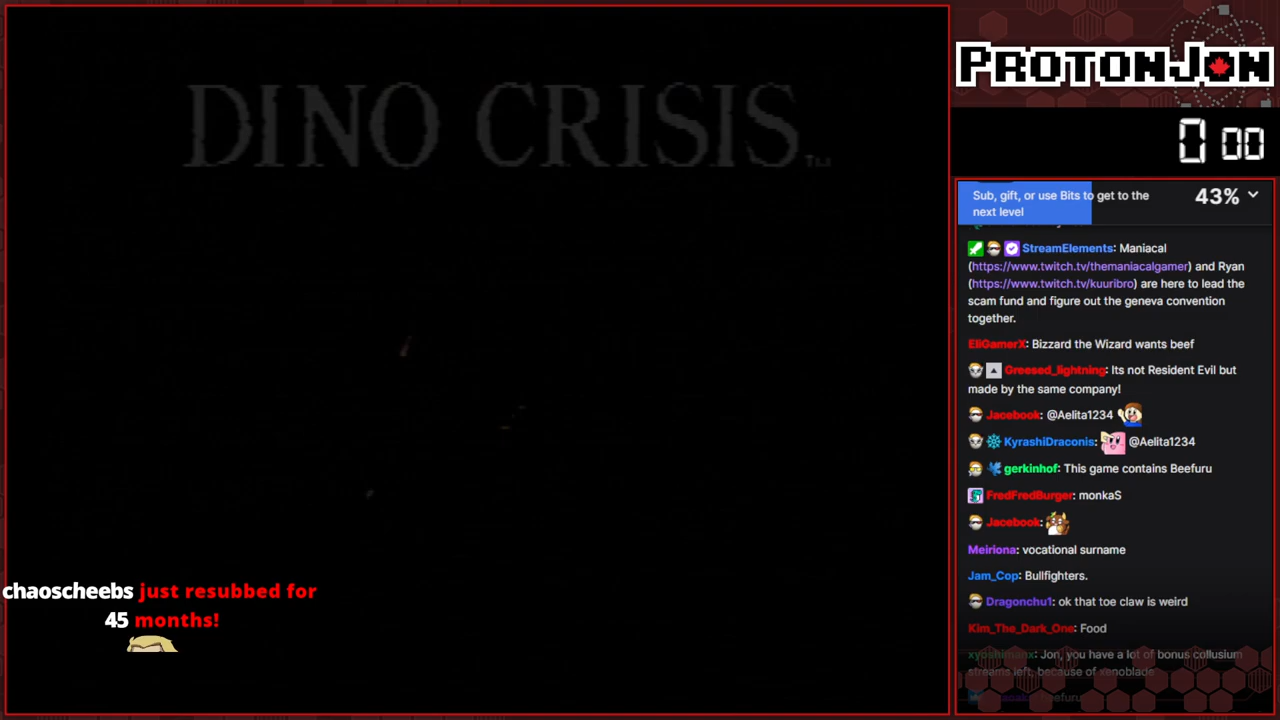 DINO CRISIS™
PROTONJON
0 00
Sub, gift, or use Bits to get to the
next level
43%
StreamElements: Maniacal
(https://www.twitch.tv/themaniacalgamer) and Ryan
(https://www.twitch.tv/kuuribro) are here to lead the
scam fund and figure out the geneva convention
together.
EliGamerX: Bizzard the Wizard wants beef
Greesed_lightning: Its not Resident Evil but
made by the same company!
Jacebook: @Aelita1234
KyrashiDraconis: @Aelita1234
gerkinhof: This game contains Beefuru
FredFredBurger: monkaS
Jacebook:
Meiriona: vocational surname
Jam_Cop: Bullfighters.
Dragonchu1: ok that toe claw is weird
Kim_The_Dark_One: Food
xyoshimanx: Jon, you have a lot of bonus collusium
streams left, because of xenoblade
chaoscheebs just resubbed for
45 months!